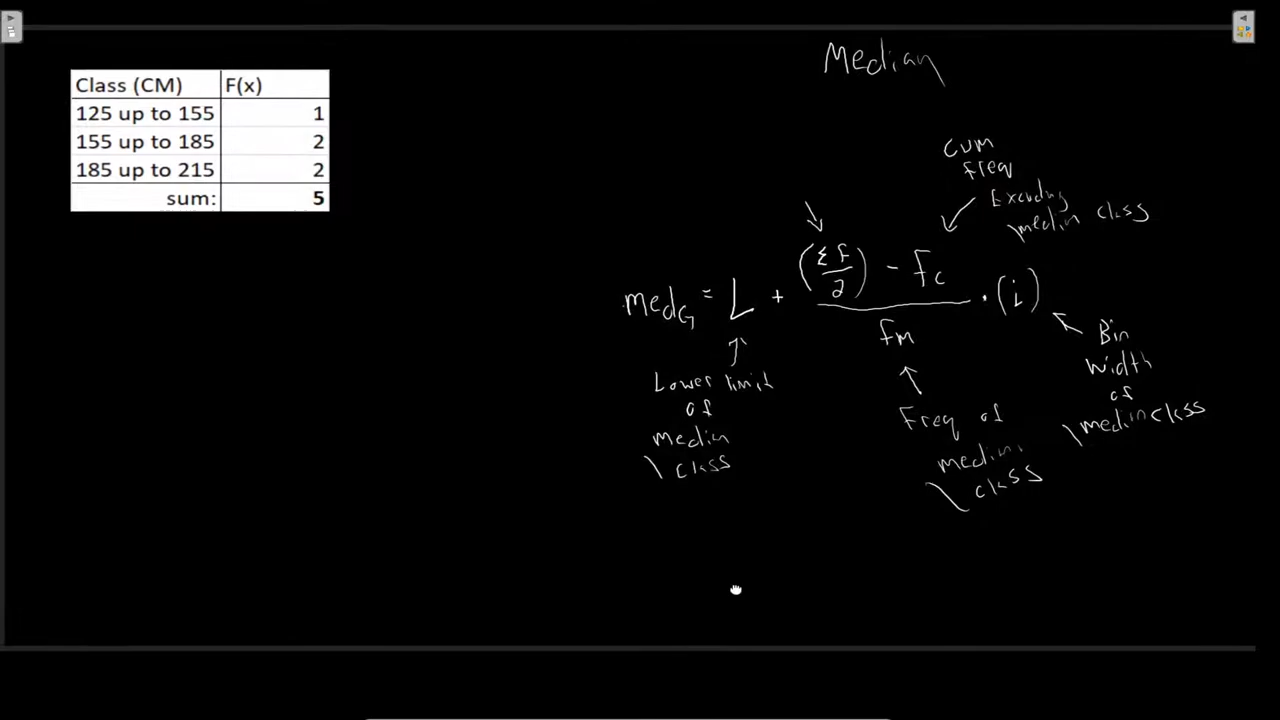 Class (CM) F(x)
125 up to 155 1
155 up to 185 2
185 up to 215 2
sum: 5
Median
cum
freq
Excluding
median class
medG = L + ((Σf/2) - Fc)/fm · (i)
Lower limit
of
median
class
Freq of
median
class
Bin
Width
of
median class